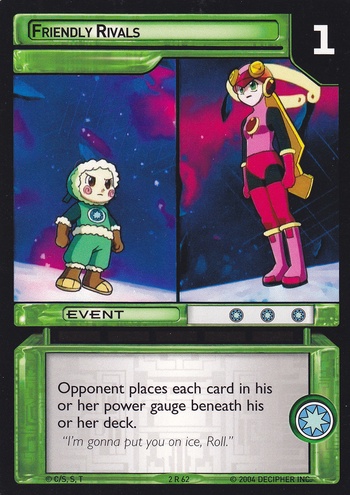 FRIENDLY RIVALS
1
EVENT
Opponent places each card in his
or her power gauge beneath his
or her deck.
“I’m gonna put you on ice, Roll.”
© C/S, S, T 2 R 62 © 2004 DECIPHER INC.